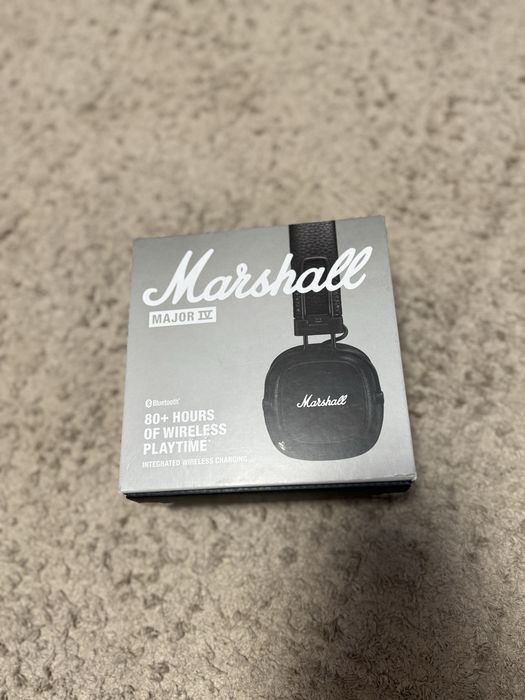 Marshall
MAJOR IV
Bluetooth®
80+ HOURS
OF WIRELESS
PLAYTIME*
INTEGRATED WIRELESS CHARGING
Marshall